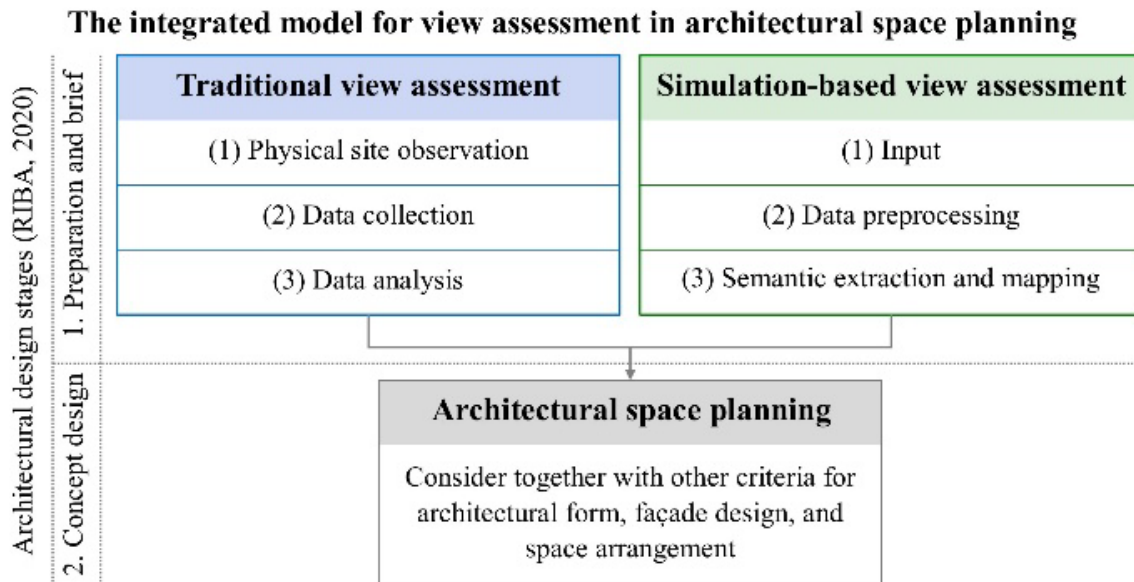 The integrated model for view assessment in architectural space planning
Architectural design stages (RIBA, 2020)
1. Preparation and brief
Traditional view assessment
(1) Physical site observation
(2) Data collection
(3) Data analysis
Simulation-based view assessment
(1) Input
(2) Data preprocessing
(3) Semantic extraction and mapping
2. Concept design
Architectural space planning
Consider together with other criteria for
architectural form, façade design, and
space arrangement